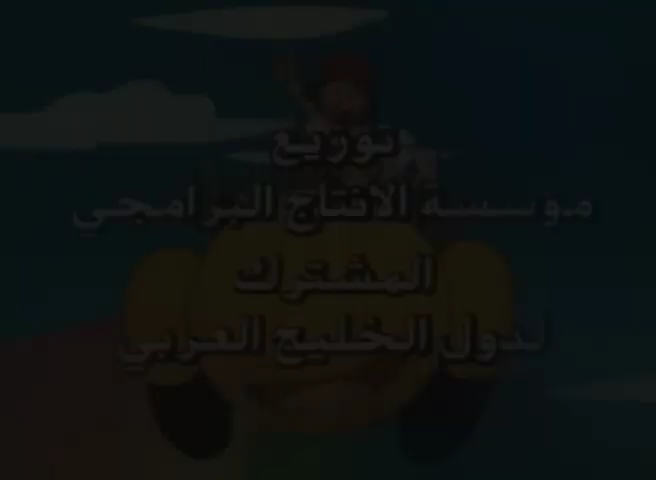 توزيع
مؤسسة الانتاج البرامجي
المشترك
لدول الخليج العربي